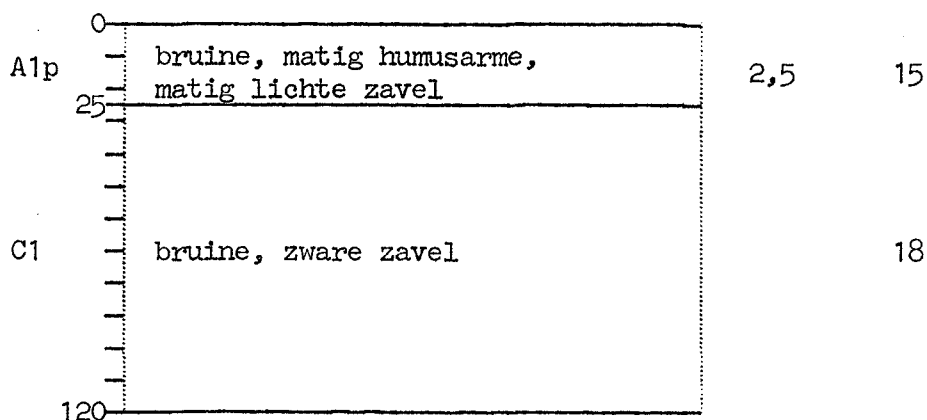 0
A1p bruine, matig humusarme, 2,5 15
matig lichte zavel
25
C1 bruine, zware zavel 18
120